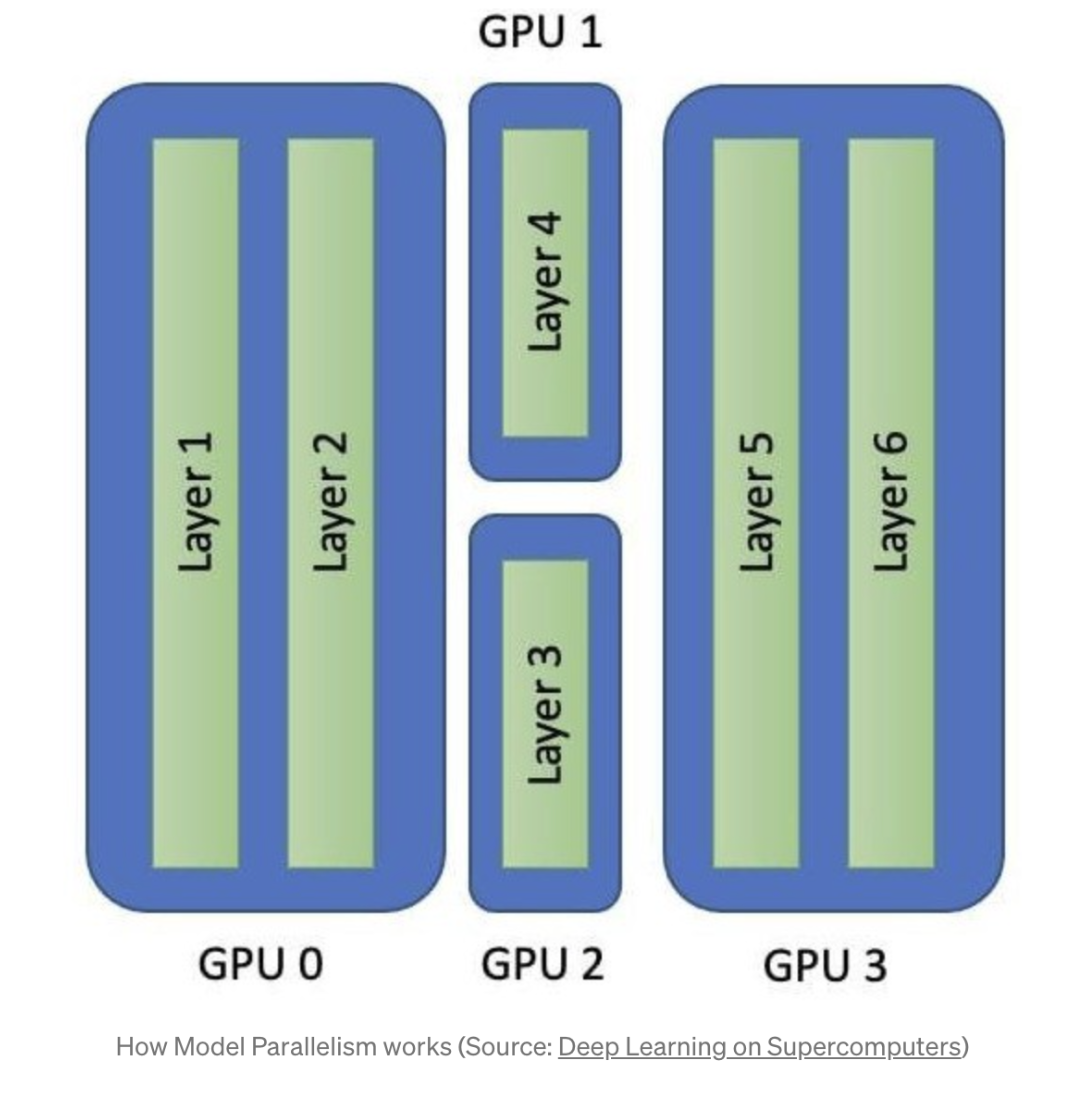 GPU 1
Layer 1
Layer 2
Layer 4
Layer 3
Layer 5
Layer 6
GPU 0
GPU 2
GPU 3
How Model Parallelism works (Source: Deep Learning on Supercomputers)